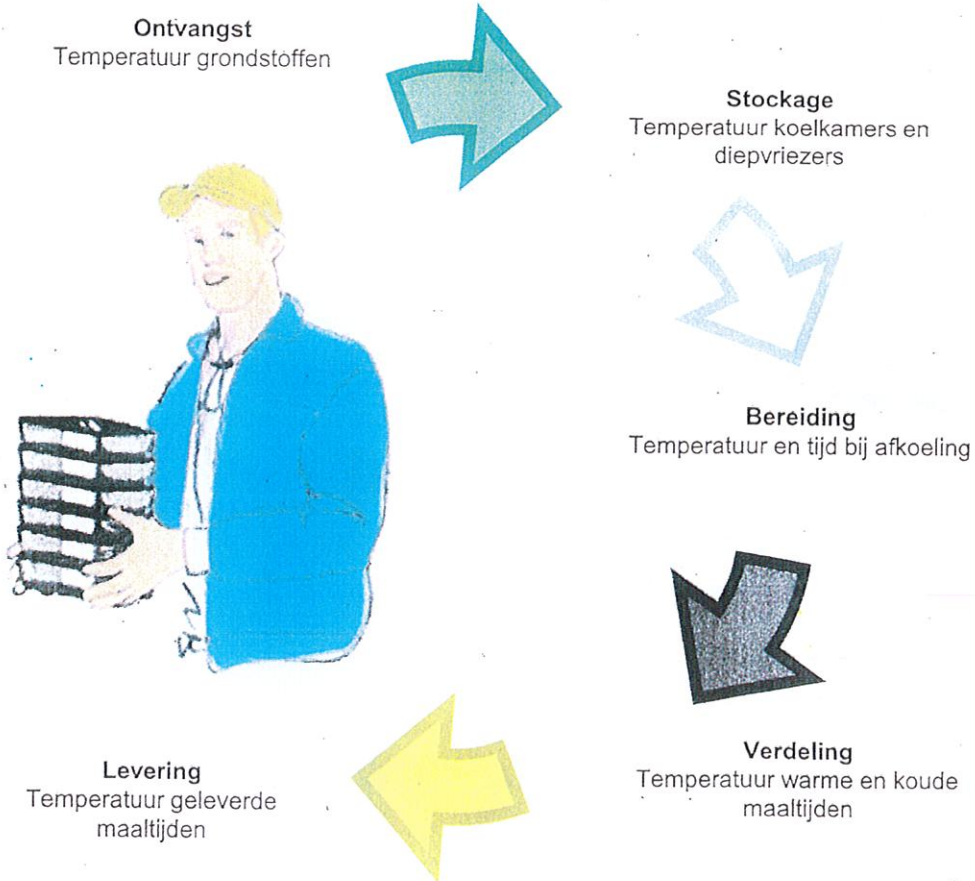 Ontvangst
Temperatuur grondstoffen
Stockage
Temperatuur koelkamers en
diepvriezers
Bereiding
Temperatuur en tijd bij afkoeling
Verdeling
Temperatuur warme en koude
maaltijden
Levering
Temperatuur geleverde
maaltijden